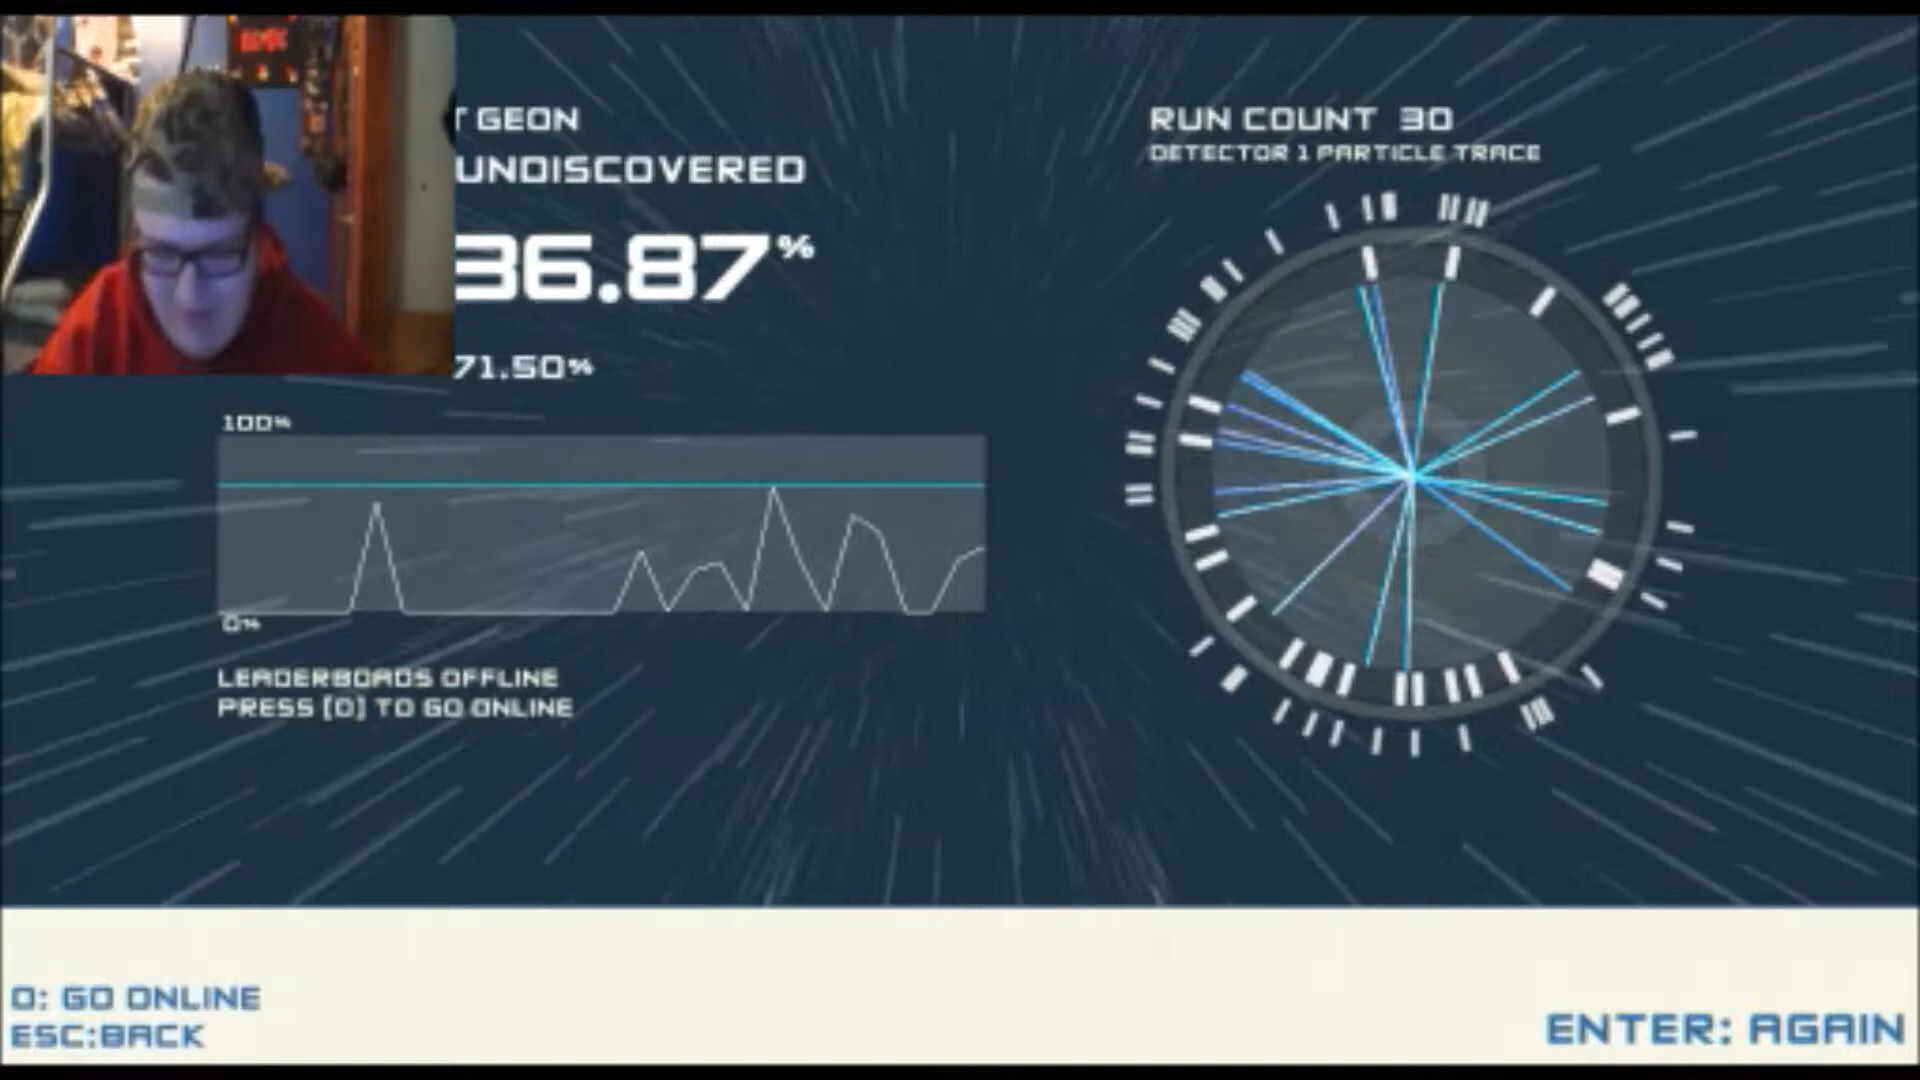 T GEON
UNDISCOVERED
36.87%
71.50%
100%
0%
LEADERBOARDS OFFLINE
PRESS [O] TO GO ONLINE
RUN COUNT 30
DETECTOR 1 PARTICLE TRACE
O: GO ONLINE
ESC:BACK
ENTER: AGAIN